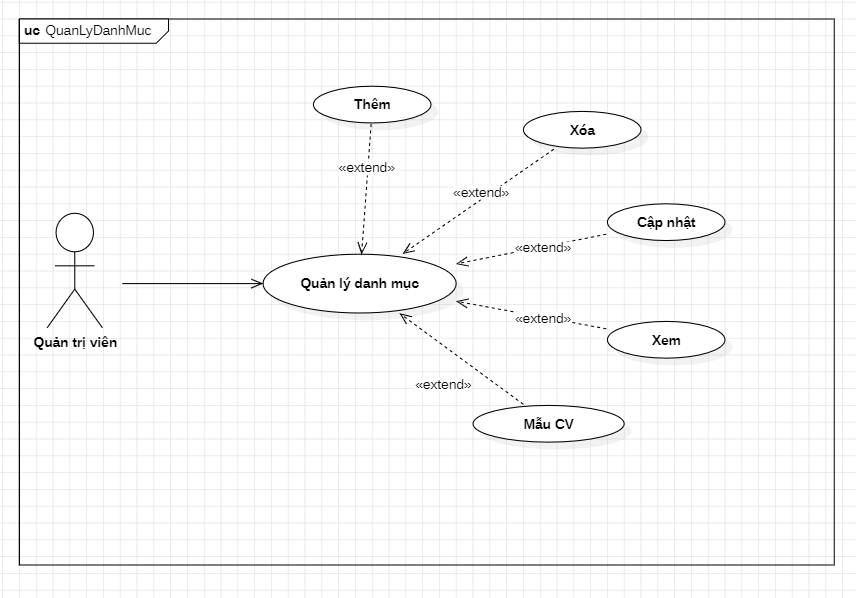 uc QuanLyDanhMuc
Thêm
Xóa
«extend»
«extend»
Cập nhật
«extend»
Quản lý danh mục
«extend»
Xem
Quản trị viên
«extend»
Mẫu CV